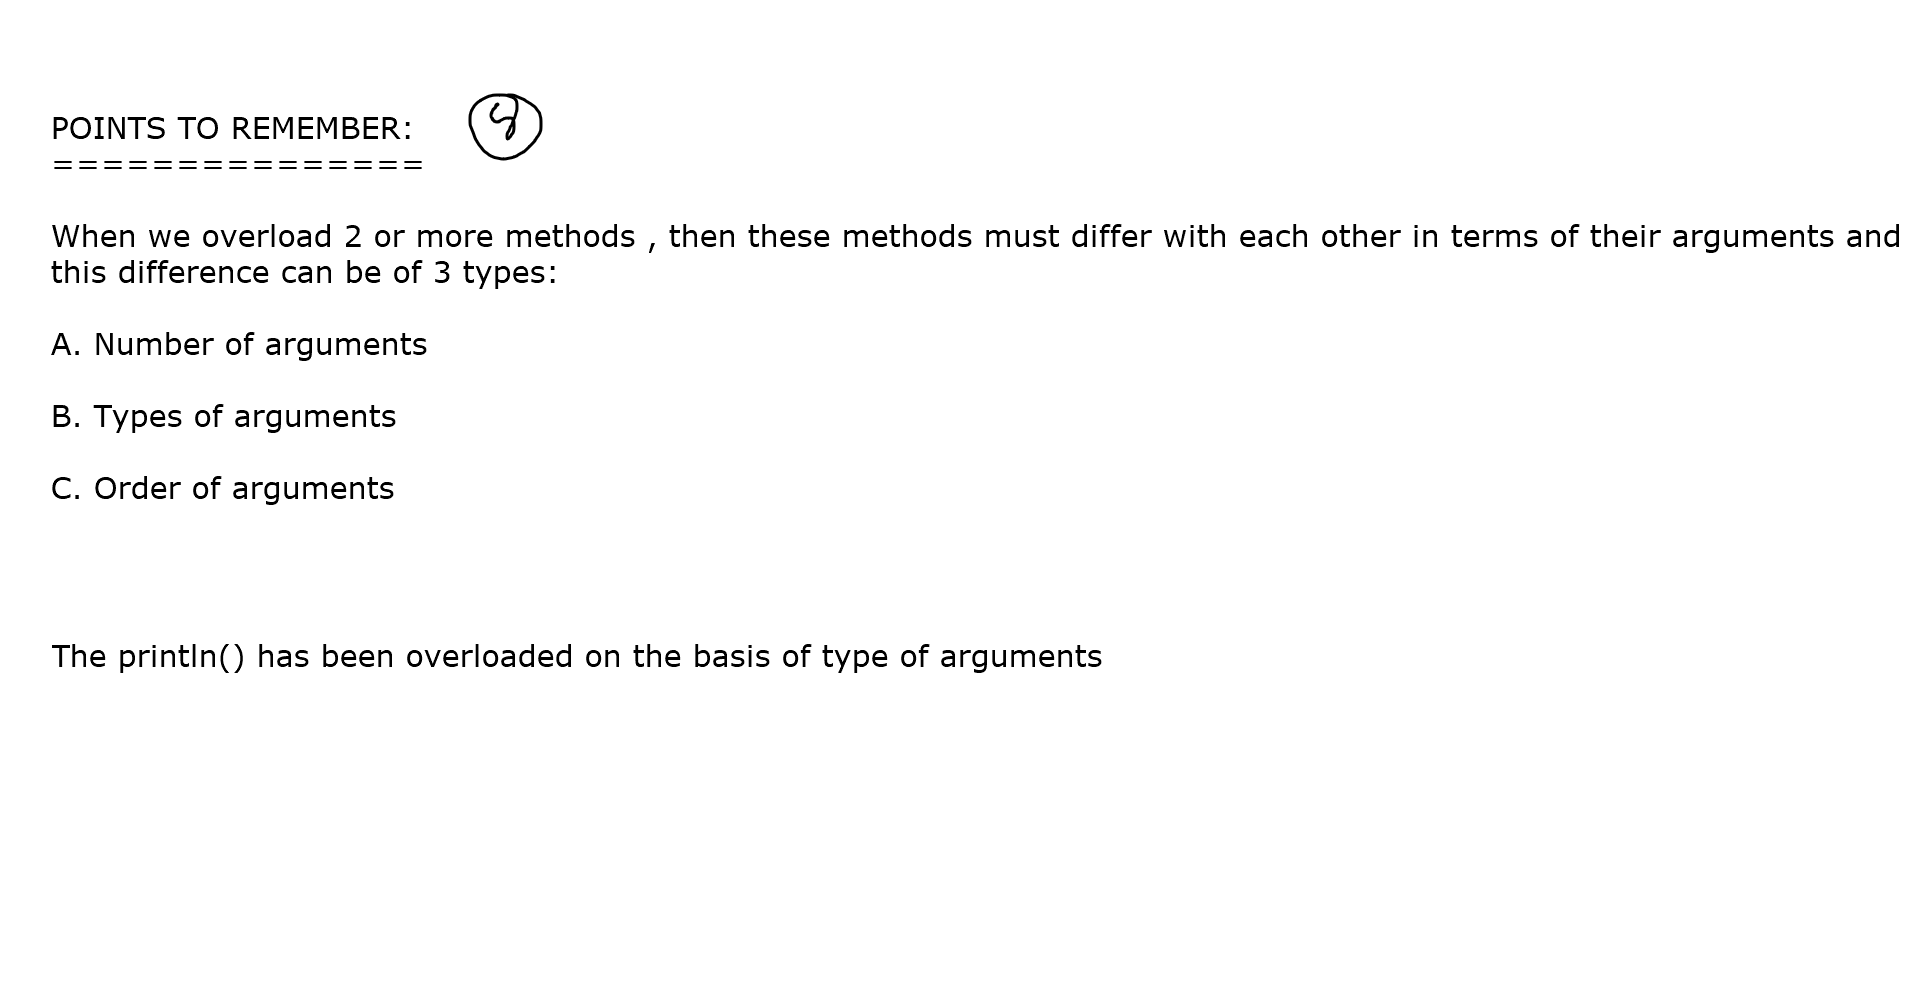 POINTS TO REMEMBER:
===============
When we overload 2 or more methods , then these methods must differ with each other in terms of their arguments and
this difference can be of 3 types:
A. Number of arguments
B. Types of arguments
C. Order of arguments
The println() has been overloaded on the basis of type of arguments